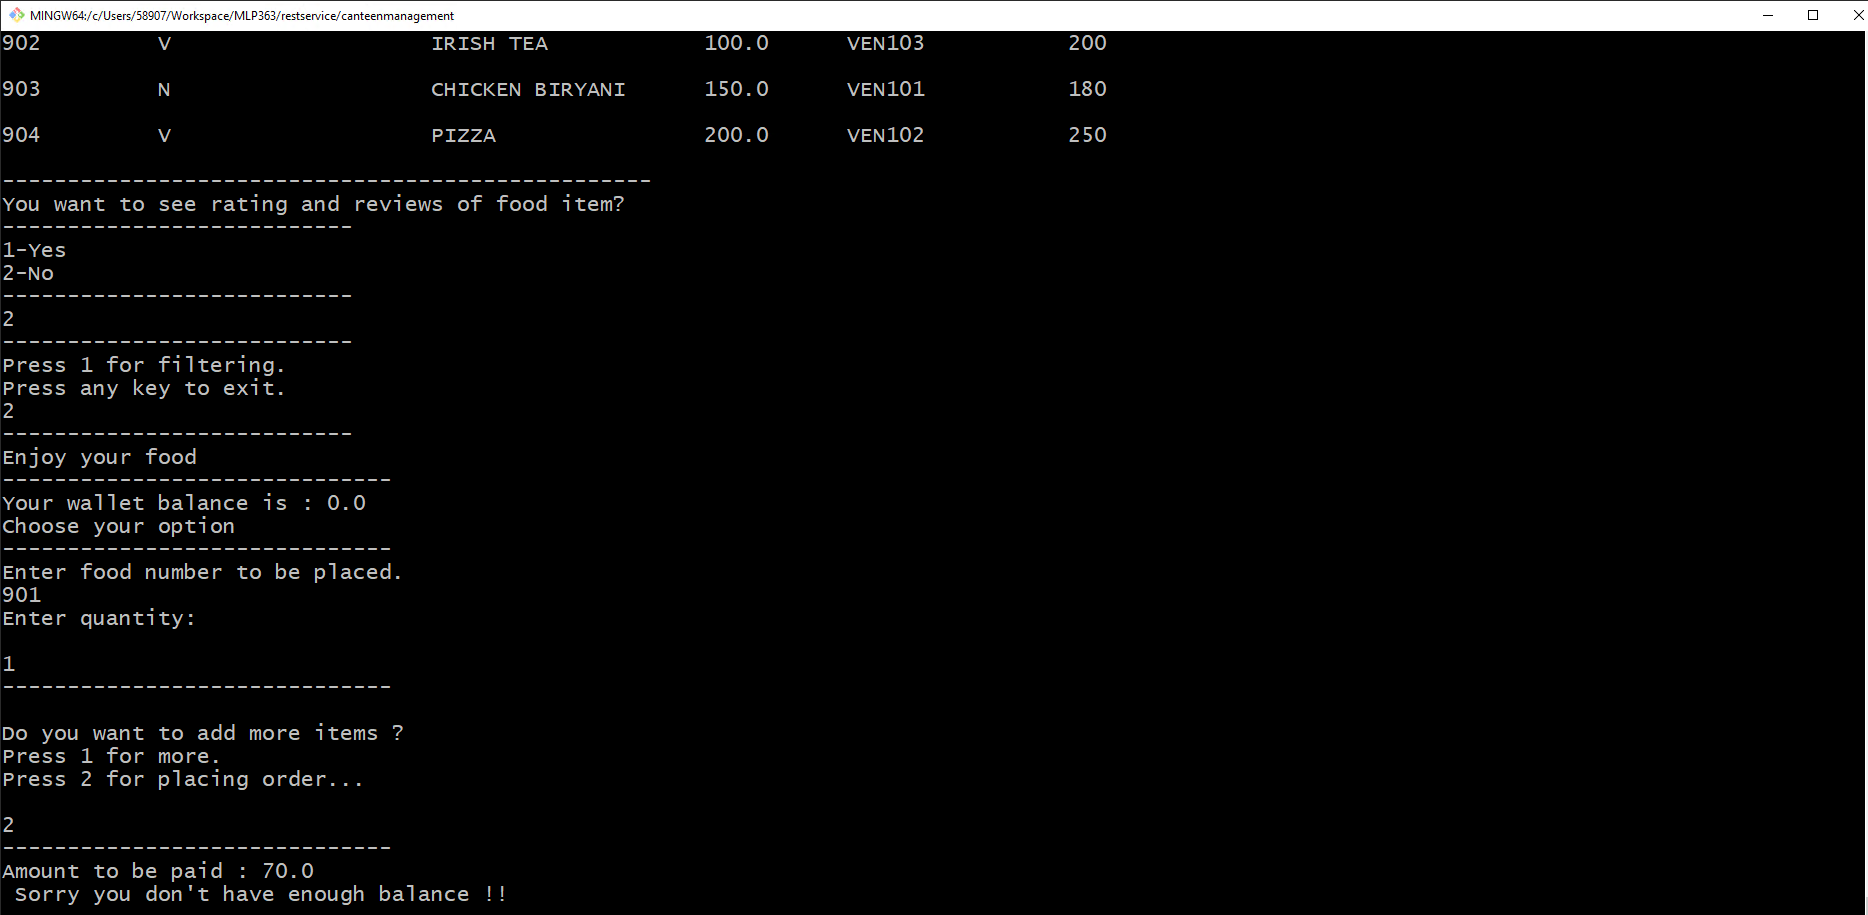 MINGW64:/c/Users/58907/Workspace/MLP363/restservice/canteenmanagement
902 V IRISH TEA 100.0 VEN103 200
903 N CHICKEN BIRYANI 150.0 VEN101 180
904 V PIZZA 200.0 VEN102 250
--------------------------------------------------
You want to see rating and reviews of food item?
---------------------------
1-Yes
2-No
---------------------------
2
---------------------------
Press 1 for filtering.
Press any key to exit.
2
---------------------------
Enjoy your food
------------------------------
Your wallet balance is : 0.0
Choose your option
------------------------------
Enter food number to be placed.
901
Enter quantity:
1
------------------------------
Do you want to add more items ?
Press 1 for more.
Press 2 for placing order...
2
------------------------------
Amount to be paid : 70.0
Sorry you don't have enough balance !!